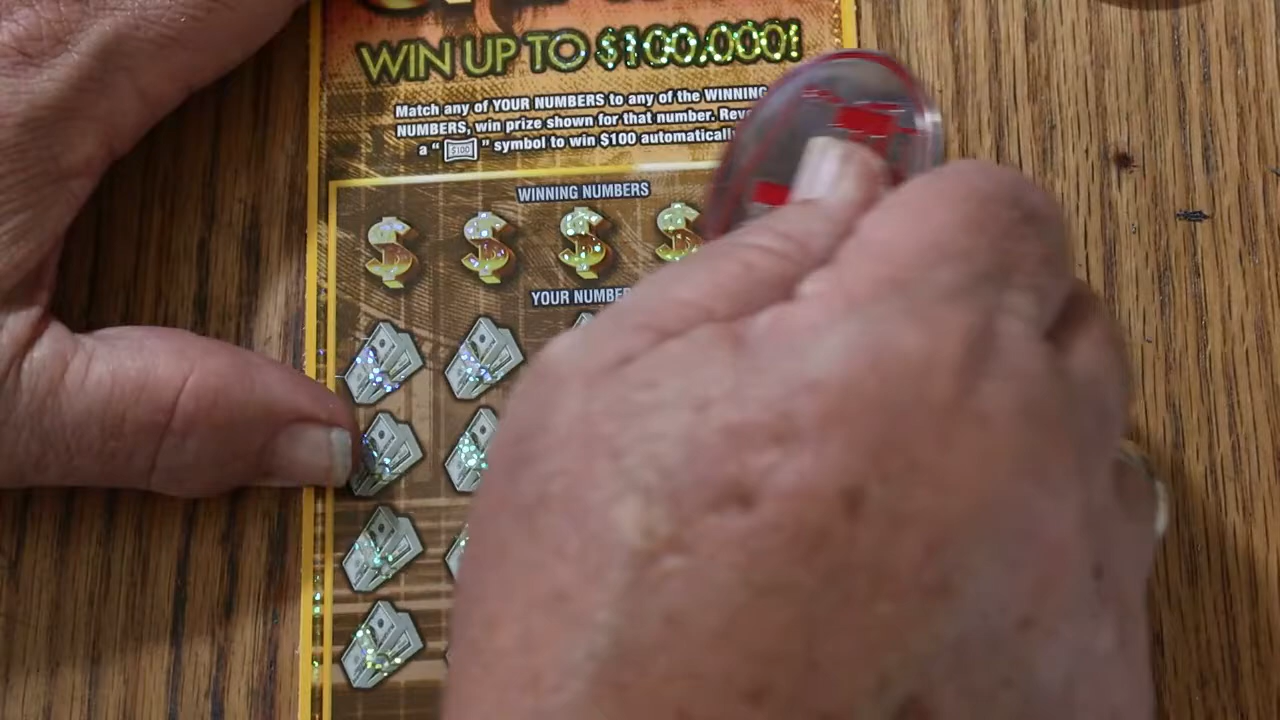 WIN UP TO $100,000!
Match any of YOUR NUMBERS to any of the WINNING
NUMBERS, win prize shown for that number.
a "$100" symbol to win $100 automatically
WINNING NUMBERS
$ $ $ $
YOUR